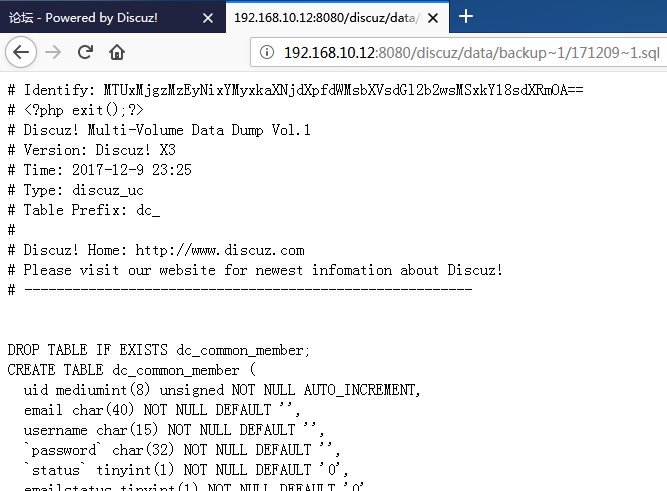 论坛 - Powered by Discuz!
192.168.10.12:8080/discuz/data/
192.168.10.12:8080/discuz/data/backup~1/171209~1.sql
# Identify: MTUxMjgzMzEyNixYMyxkaXNjdXpfdWMsbXVsdGl2b2wsMSxkY18sdXRmOA==
# <?php exit();?>
# Discuz! Multi-Volume Data Dump Vol.1
# Version: Discuz! X3
# Time: 2017-12-9 23:25
# Type: discuz_uc
# Table Prefix: dc_
#
# Discuz! Home: http://www.discuz.com
# Please visit our website for newest infomation about Discuz!
# --------------------------------------------------------
DROP TABLE IF EXISTS dc_common_member;
CREATE TABLE dc_common_member (
uid mediumint(8) unsigned NOT NULL AUTO_INCREMENT,
email char(40) NOT NULL DEFAULT '',
username char(15) NOT NULL DEFAULT '',
`password` char(32) NOT NULL DEFAULT '',
`status` tinyint(1) NOT NULL DEFAULT '0',
emailstatus tinyint(1) NOT NULL DEFAULT '0',